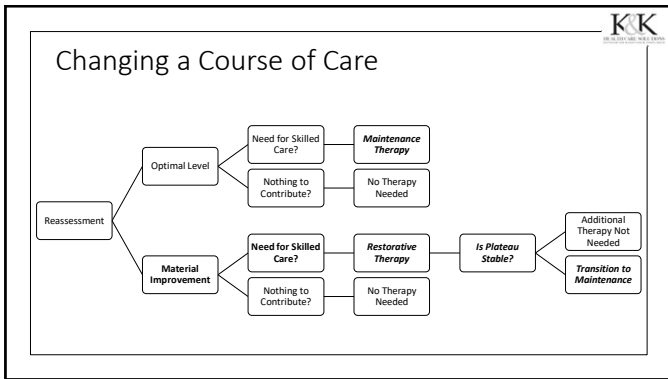 K&K
HEALTHCARE SOLUTIONS
Changing a Course of Care
Reassessment
Optimal Level
Need for Skilled
Care?
Maintenance
Therapy
Nothing to
Contribute?
No Therapy
Needed
Material
Improvement
Need for Skilled
Care?
Restorative
Therapy
Is Plateau
Stable?
Additional
Therapy Not
Needed
Transition to
Maintenance
Nothing to
Contribute?
No Therapy
Needed